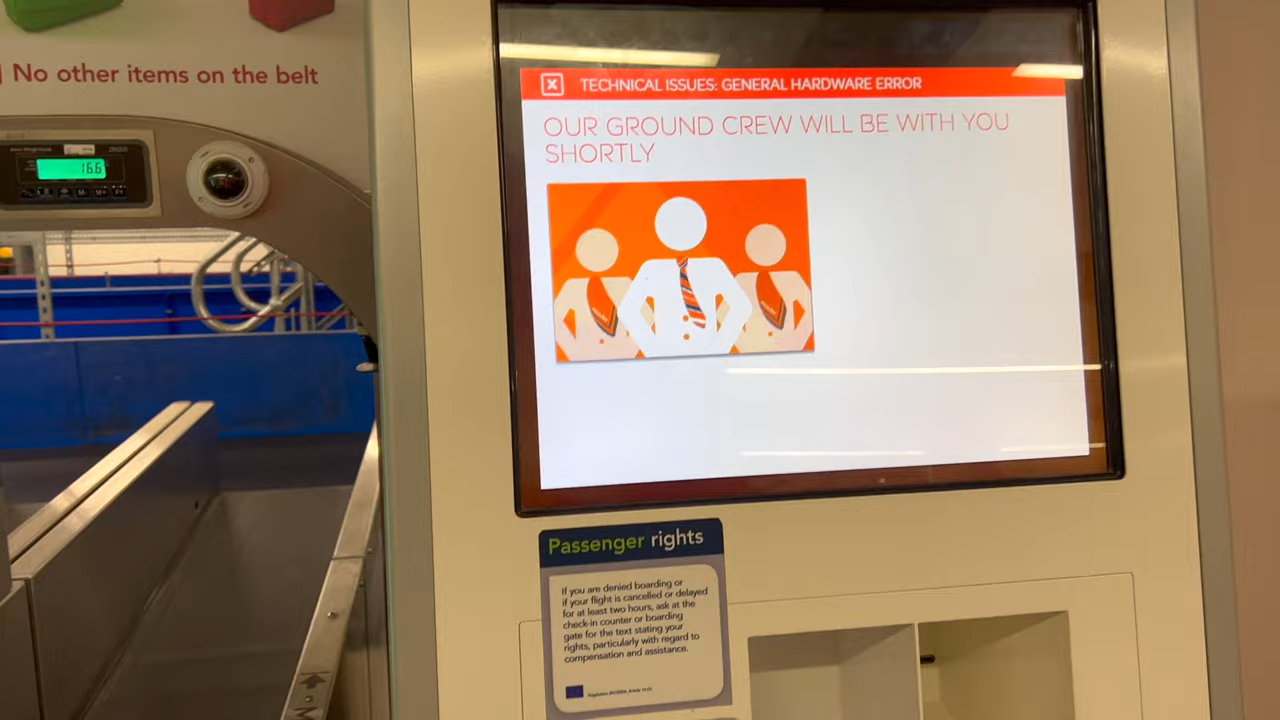 No other items on the belt
16.6
TECHNICAL ISSUES: GENERAL HARDWARE ERROR
OUR GROUND CREW WILL BE WITH YOU
SHORTLY
Passenger rights
If you are denied boarding or
if your flight is cancelled or delayed
for at least two hours, ask at the
check-in counter or boarding
gate for the text stating your
rights, particularly with regard to
compensation and assistance.